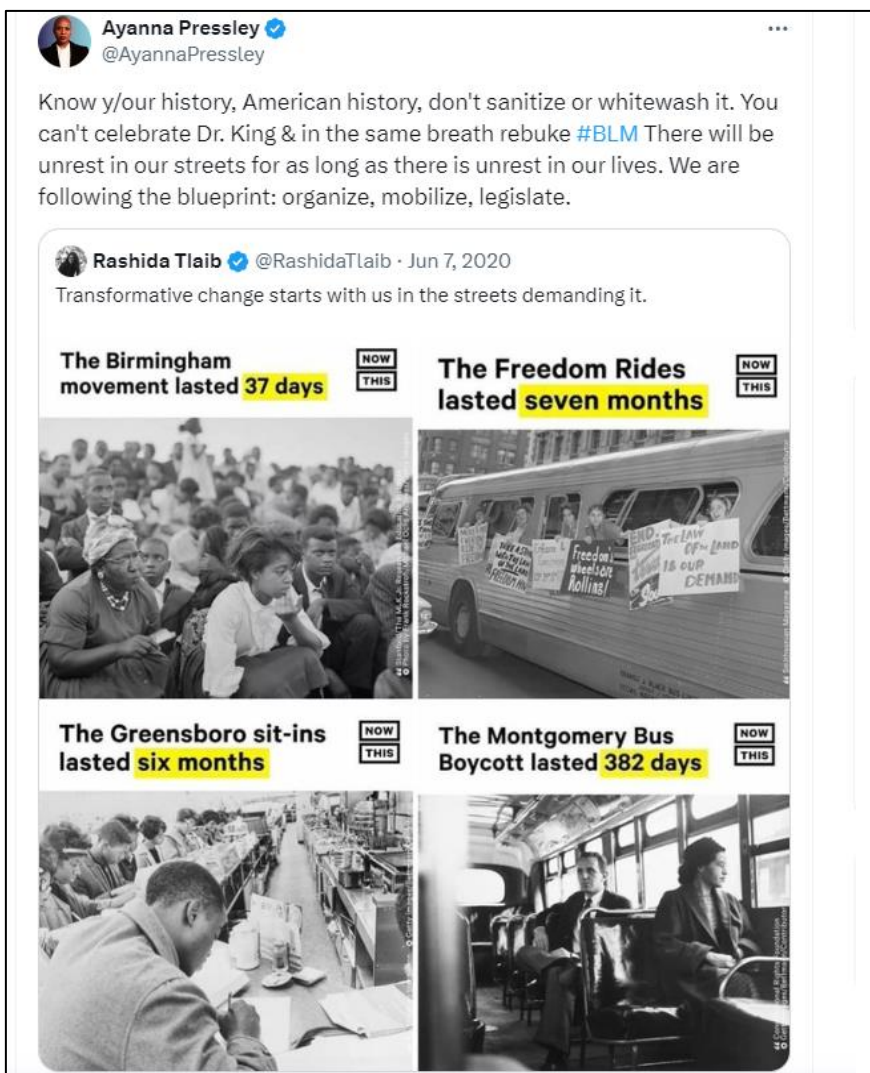 Ayanna Pressley
@AyannaPressley
Know y/our history, American history, don't sanitize or whitewash it. You
can't celebrate Dr. King & in the same breath rebuke #BLM There will be
unrest in our streets for as long as there is unrest in our lives. We are
following the blueprint: organize, mobilize, legislate.
Rashida Tlaib @RashidaTlaib · Jun 7, 2020
Transformative change starts with us in the streets demanding it.
The Birmingham
movement lasted 37 days
NOW
THIS
The Freedom Rides
lasted seven months
NOW
THIS
Freedom's
wheels are
Rolling!
THE LAW
OF THE LAND
IS OUR
DEMAND
The Greensboro sit-ins
lasted six months
NOW
THIS
The Montgomery Bus
Boycott lasted 382 days
NOW
THIS